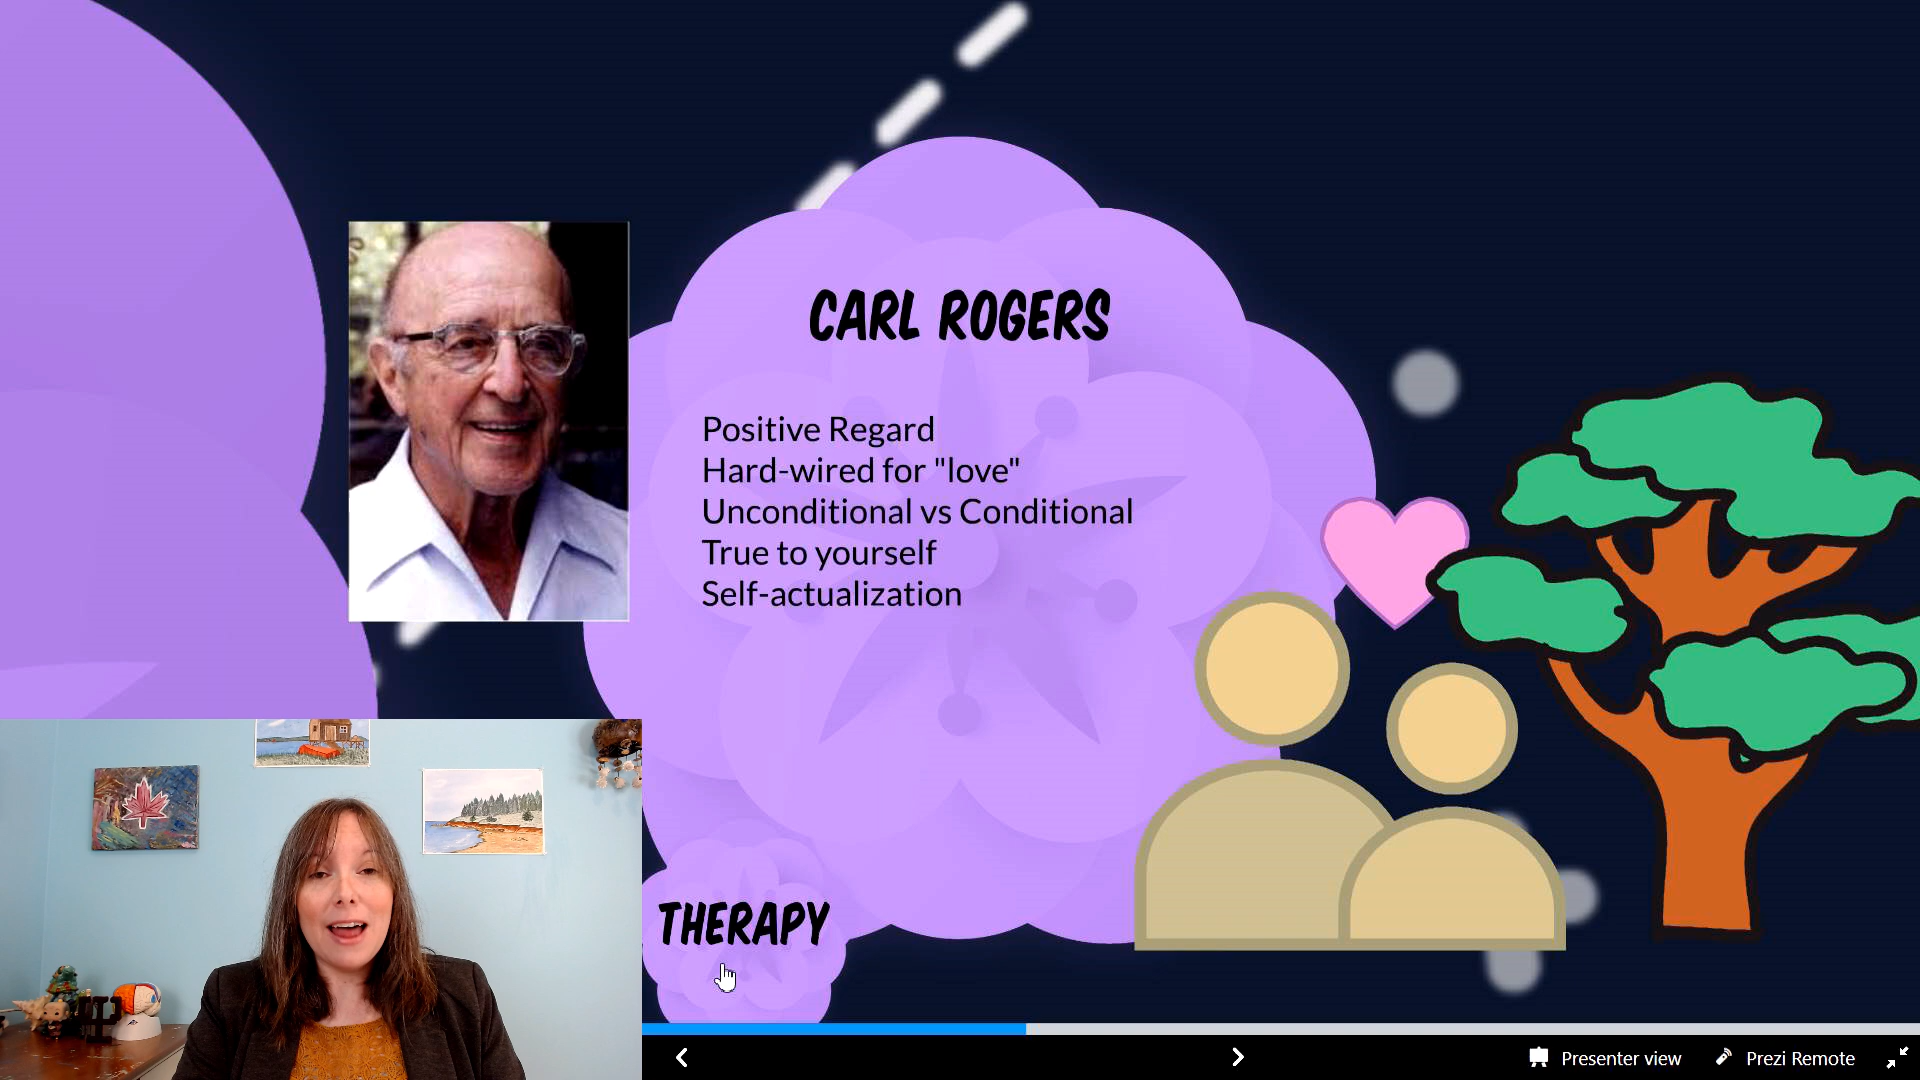 CARL ROGERS
Positive Regard
Hard-wired for "love"
Unconditional vs Conditional
True to yourself
Self-actualization
THERAPY
Presenter view
Prezi Remote